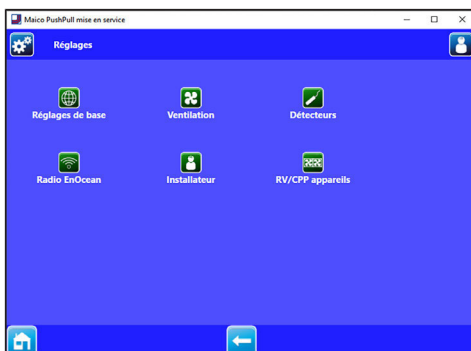 Maico PushPull mise en service
Réglages
Réglages de base
Ventilation
Détecteurs
Radio EnOcean
Installateur
RV/CPP appareils